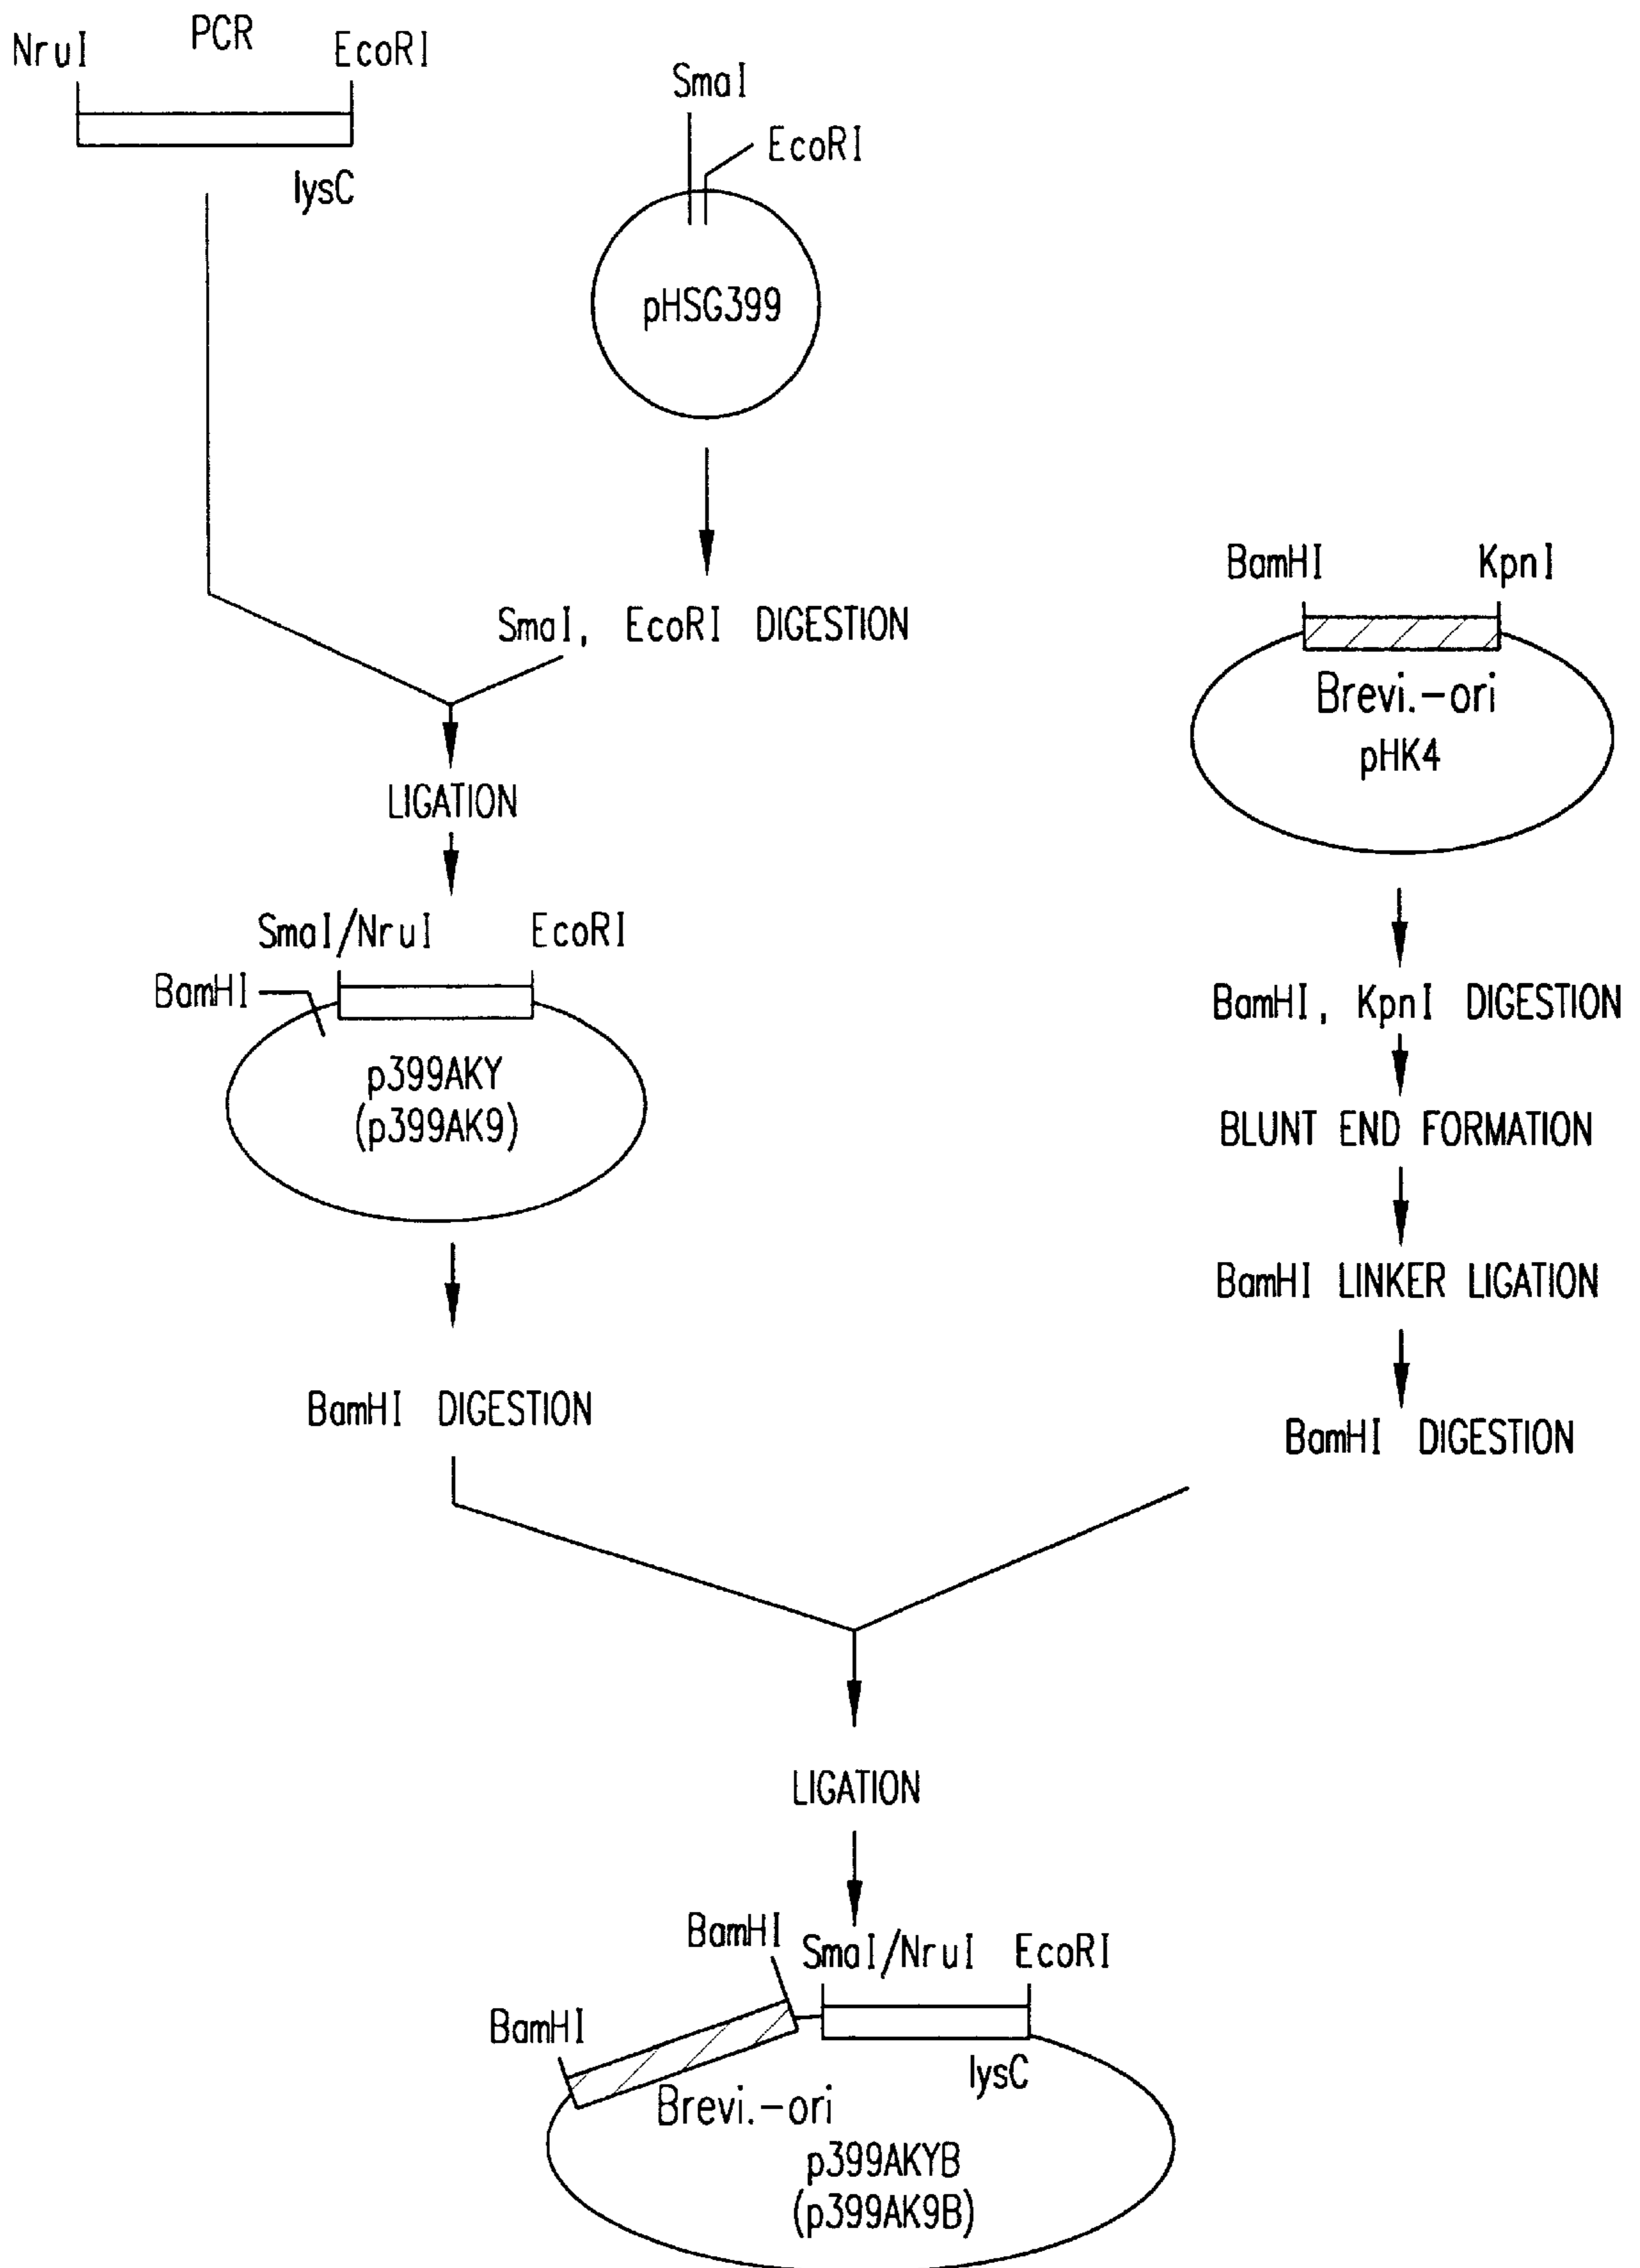 PCR
NruI EcoRI
lysC
SmaI
EcoRI
pHSG399
SmaI, EcoRI DIGESTION
LIGATION
SmaI/NruI EcoRI
BamHI
p399AKY
(p399AK9)
BamHI DIGESTION
BamHI KpnI
Brevi.-ori
pHK4
BamHI, KpnI DIGESTION
BLUNT END FORMATION
BamHI LINKER LIGATION
BamHI DIGESTION
LIGATION
BamHI
SmaI/NruI EcoRI
BamHI
lysC
Brevi.-ori
p399AKYB
(p399AK9B)